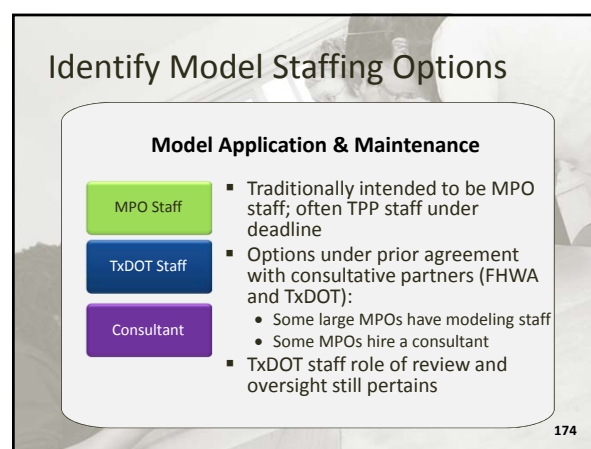 Identify Model Staffing Options
Model Application & Maintenance
MPO Staff
TxDOT Staff
Consultant
▪ Traditionally intended to be MPO
staff; often TPP staff under
deadline
▪ Options under prior agreement
with consultative partners (FHWA
and TxDOT):
• Some large MPOs have modeling staff
• Some MPOs hire a consultant
▪ TxDOT staff role of review and
oversight still pertains
174